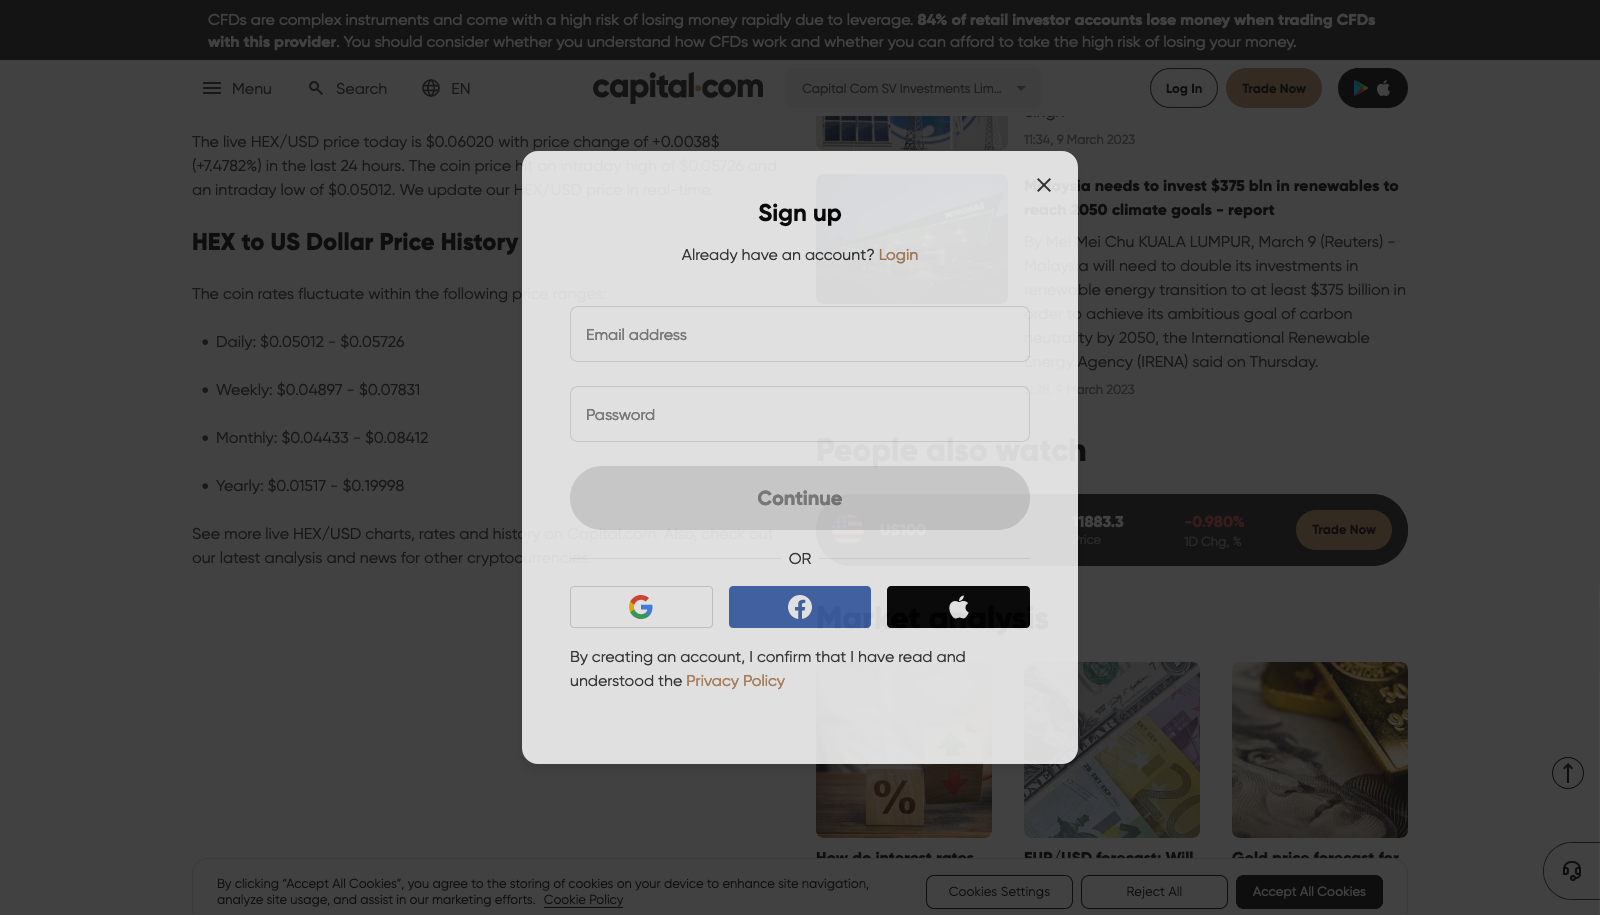 CFDs are complex instruments and come with a high risk of losing money rapidly due to leverage. 84% of retail investor accounts lose money when trading CFDs
with this provider. You should consider whether you understand how CFDs work and whether you can afford to take the high risk of losing your money.
Menu
Search
EN
capital.com
Capital Com SV Investments Lim...
Log In
Trade Now
The live HEX/USD price today is $0.06020 with price change of +0.0038$
(+7.4782%) in the last 24 hours. The coin price hit an intraday high of $0.05726 and
an intraday low of $0.05012. We update our HEX/USD price in real-time.
HEX to US Dollar Price History
The coin rates fluctuate within the following price ranges:
Daily: $0.05012 - $0.05726
Weekly: $0.04897 - $0.07831
Monthly: $0.04433 - $0.08412
Yearly: $0.01517 - $0.19998
See more live HEX/USD charts, rates and history on Capital.com. Also, check out
our latest analysis and news for other cryptocurrencies.
Sign up
Already have an account? Login
Email address
Password
Continue
OR
By creating an account, I confirm that I have read and
understood the Privacy Policy
11:34, 9 March 2023
Malaysia needs to invest $375 bln in renewables to
reach 2050 climate goals - report
By Mei Mei Chu KUALA LUMPUR, March 9 (Reuters) -
Malaysia will need to double its investments in
renewable energy transition to at least $375 billion in
order to achieve its ambitious goal of carbon
neutrality by 2050, the International Renewable
Energy Agency (IRENA) said on Thursday.
9 March 2023
People also watch
US100
11883.3
Price
-0.980%
1D Chg, %
Trade Now
Market analysis
%
How do interest rates
EUR/USD forecast: Will
Gold price forecast for
By clicking “Accept All Cookies”, you agree to the storing of cookies on your device to enhance site navigation,
analyze site usage, and assist in our marketing efforts. Cookie Policy
Cookies Settings
Reject All
Accept All Cookies